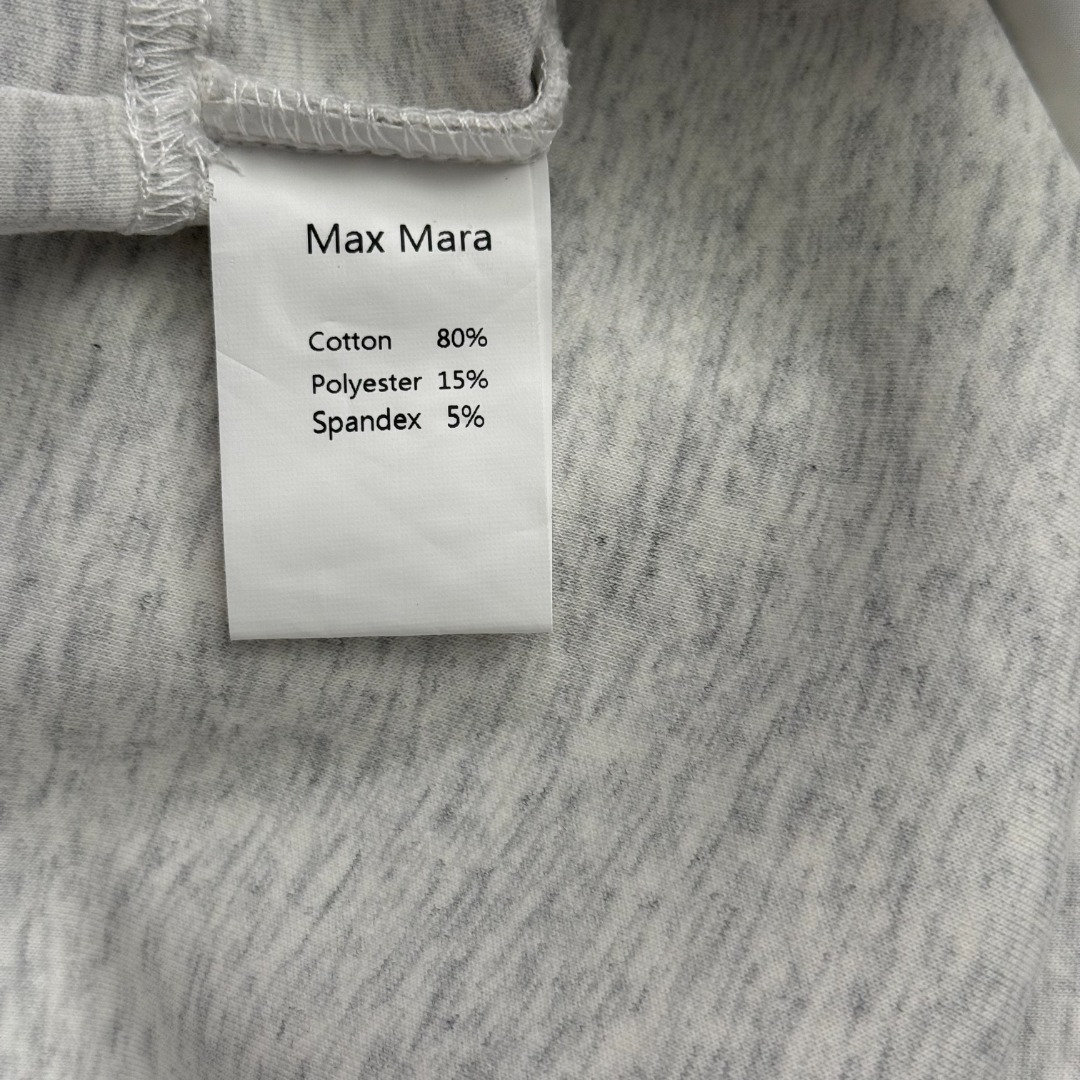 Max Mara
Cotton 80%
Polyester 15%
Spandex 5%